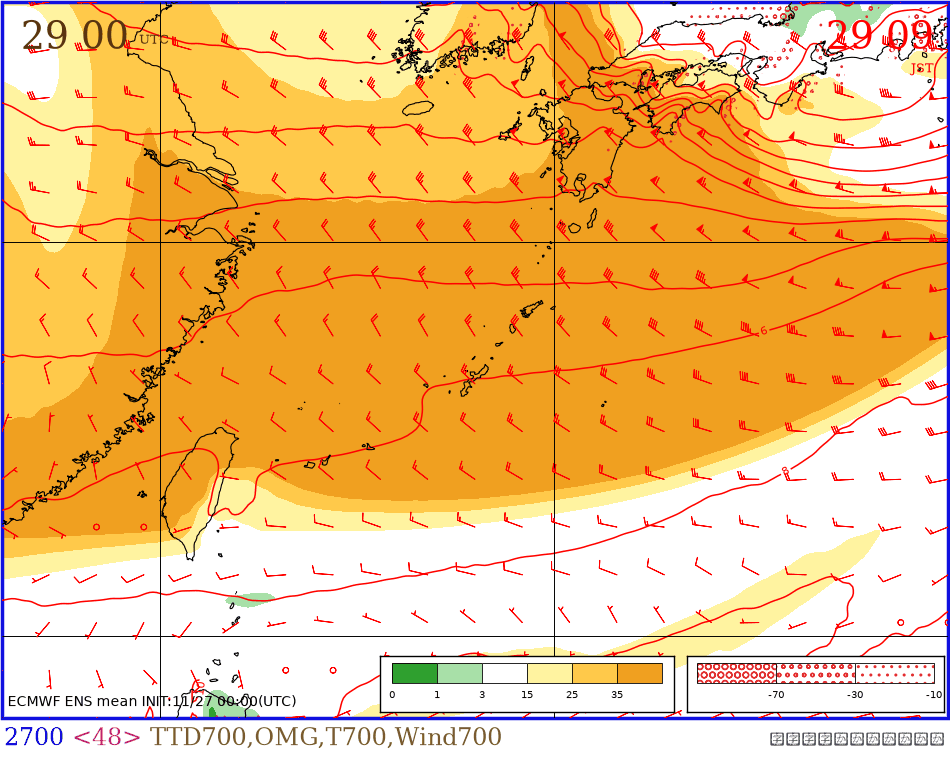 29 00 UTC
29 09
JST
6
8
ECMWF ENS mean INIT:11/27 00:00(UTC)
0 1 3 15 25 35
-70 -30 -10
2700 <48> TTD700,OMG,T700,Wind700